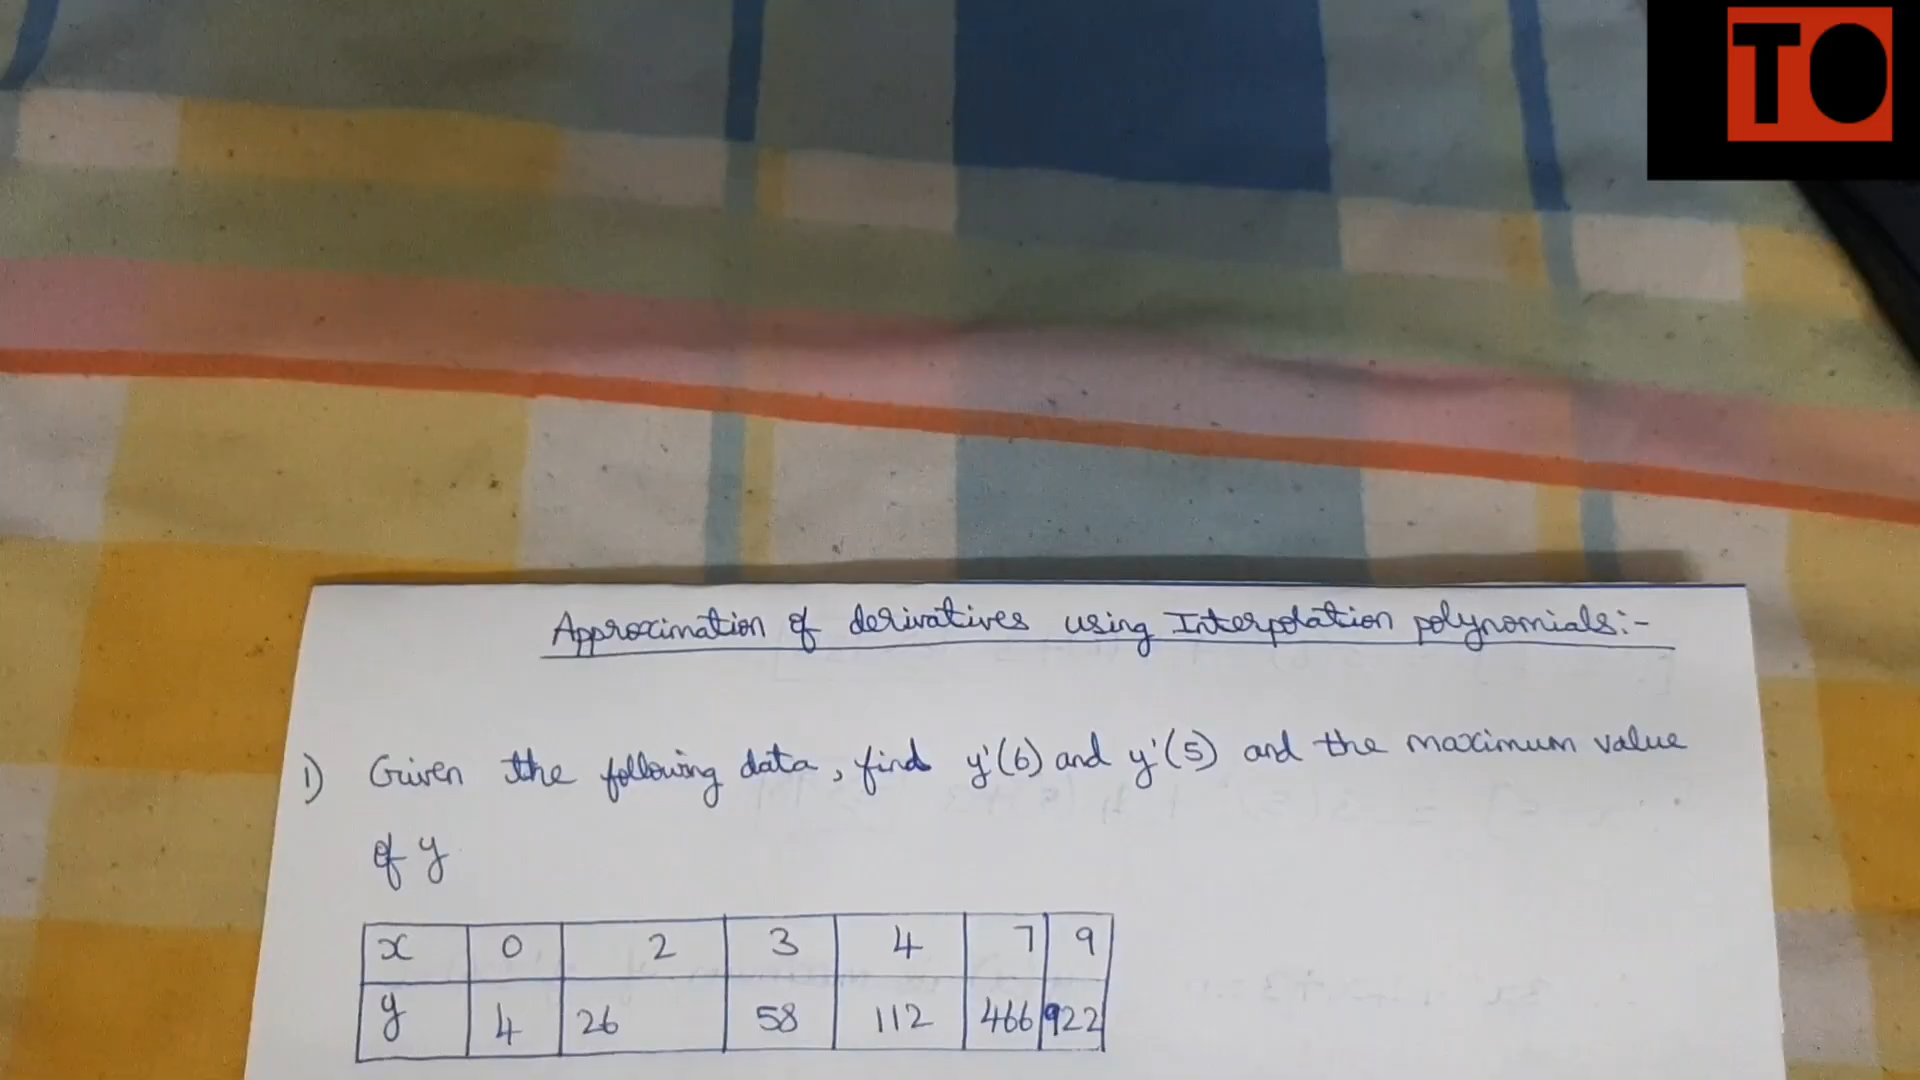 TO
Approximation of derivatives using Interpolation polynomials:-
1) Given the following data, find y'(6) and y'(5) and the maximum value
of y
x 0 2 3 4 7 9
y 4 26 58 112 466 922